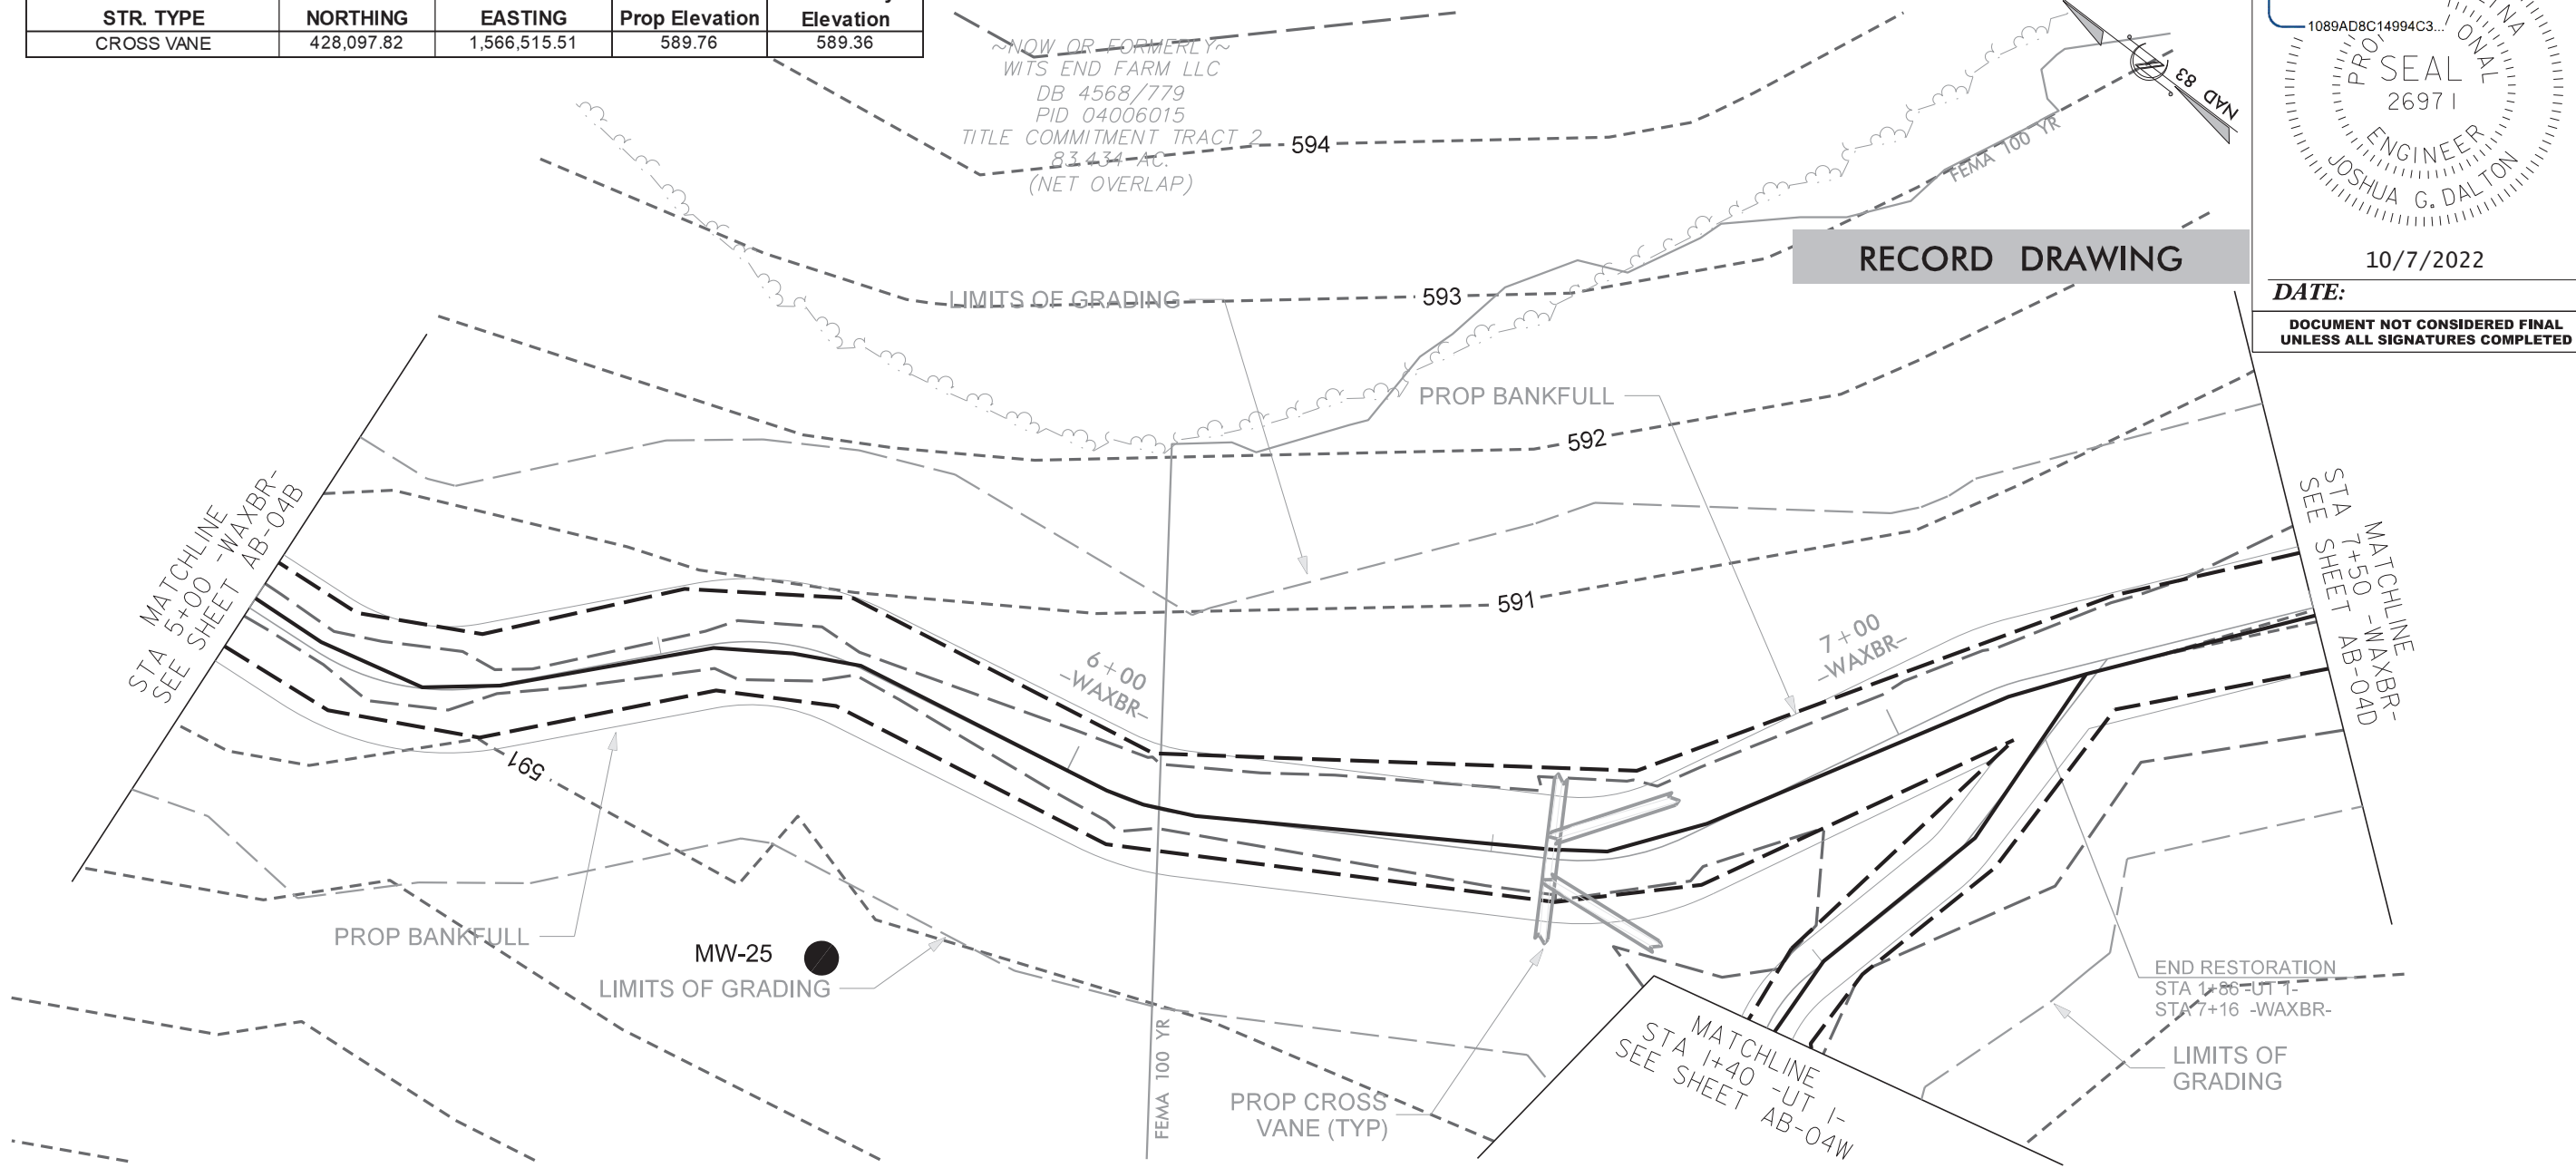 STR. TYPE NORTHING EASTING Prop Elevation Elevation
CROSS VANE 428,097.82 1,566,515.51 589.76 589.36
~NOW OR FORMERLY~
WITS END FARM LLC
DB 4568/779
PID 04006015
TITLE COMMITMENT TRACT 2
83.434 AC.
(NET OVERLAP)
594
FEMA 100 YR
NAD 83
1089AD8C14994C3...
SEAL
26971
ENGINEER
JOSHUA G. DALTON
10/7/2022
DATE:
DOCUMENT NOT CONSIDERED FINAL
UNLESS ALL SIGNATURES COMPLETED
RECORD DRAWING
LIMITS OF GRADING
593
PROP BANKFULL
592
MATCHLINE
STA 5+00 -WAXBR-
SEE SHEET AB-04B
591
6+00
-WAXBR-
7+00
-WAXBR-
MATCHLINE
STA 7+50 -WAXBR-
SEE SHEET AB-04D
591
PROP BANKFULL
MW-25
LIMITS OF GRADING
FEMA 100 YR
PROP CROSS
VANE (TYP)
MATCHLINE
STA 1+40 -UT 1-
SEE SHEET AB-04W
END RESTORATION
STA 1+86 -UT 1-
STA 7+16 -WAXBR-
LIMITS OF
GRADING